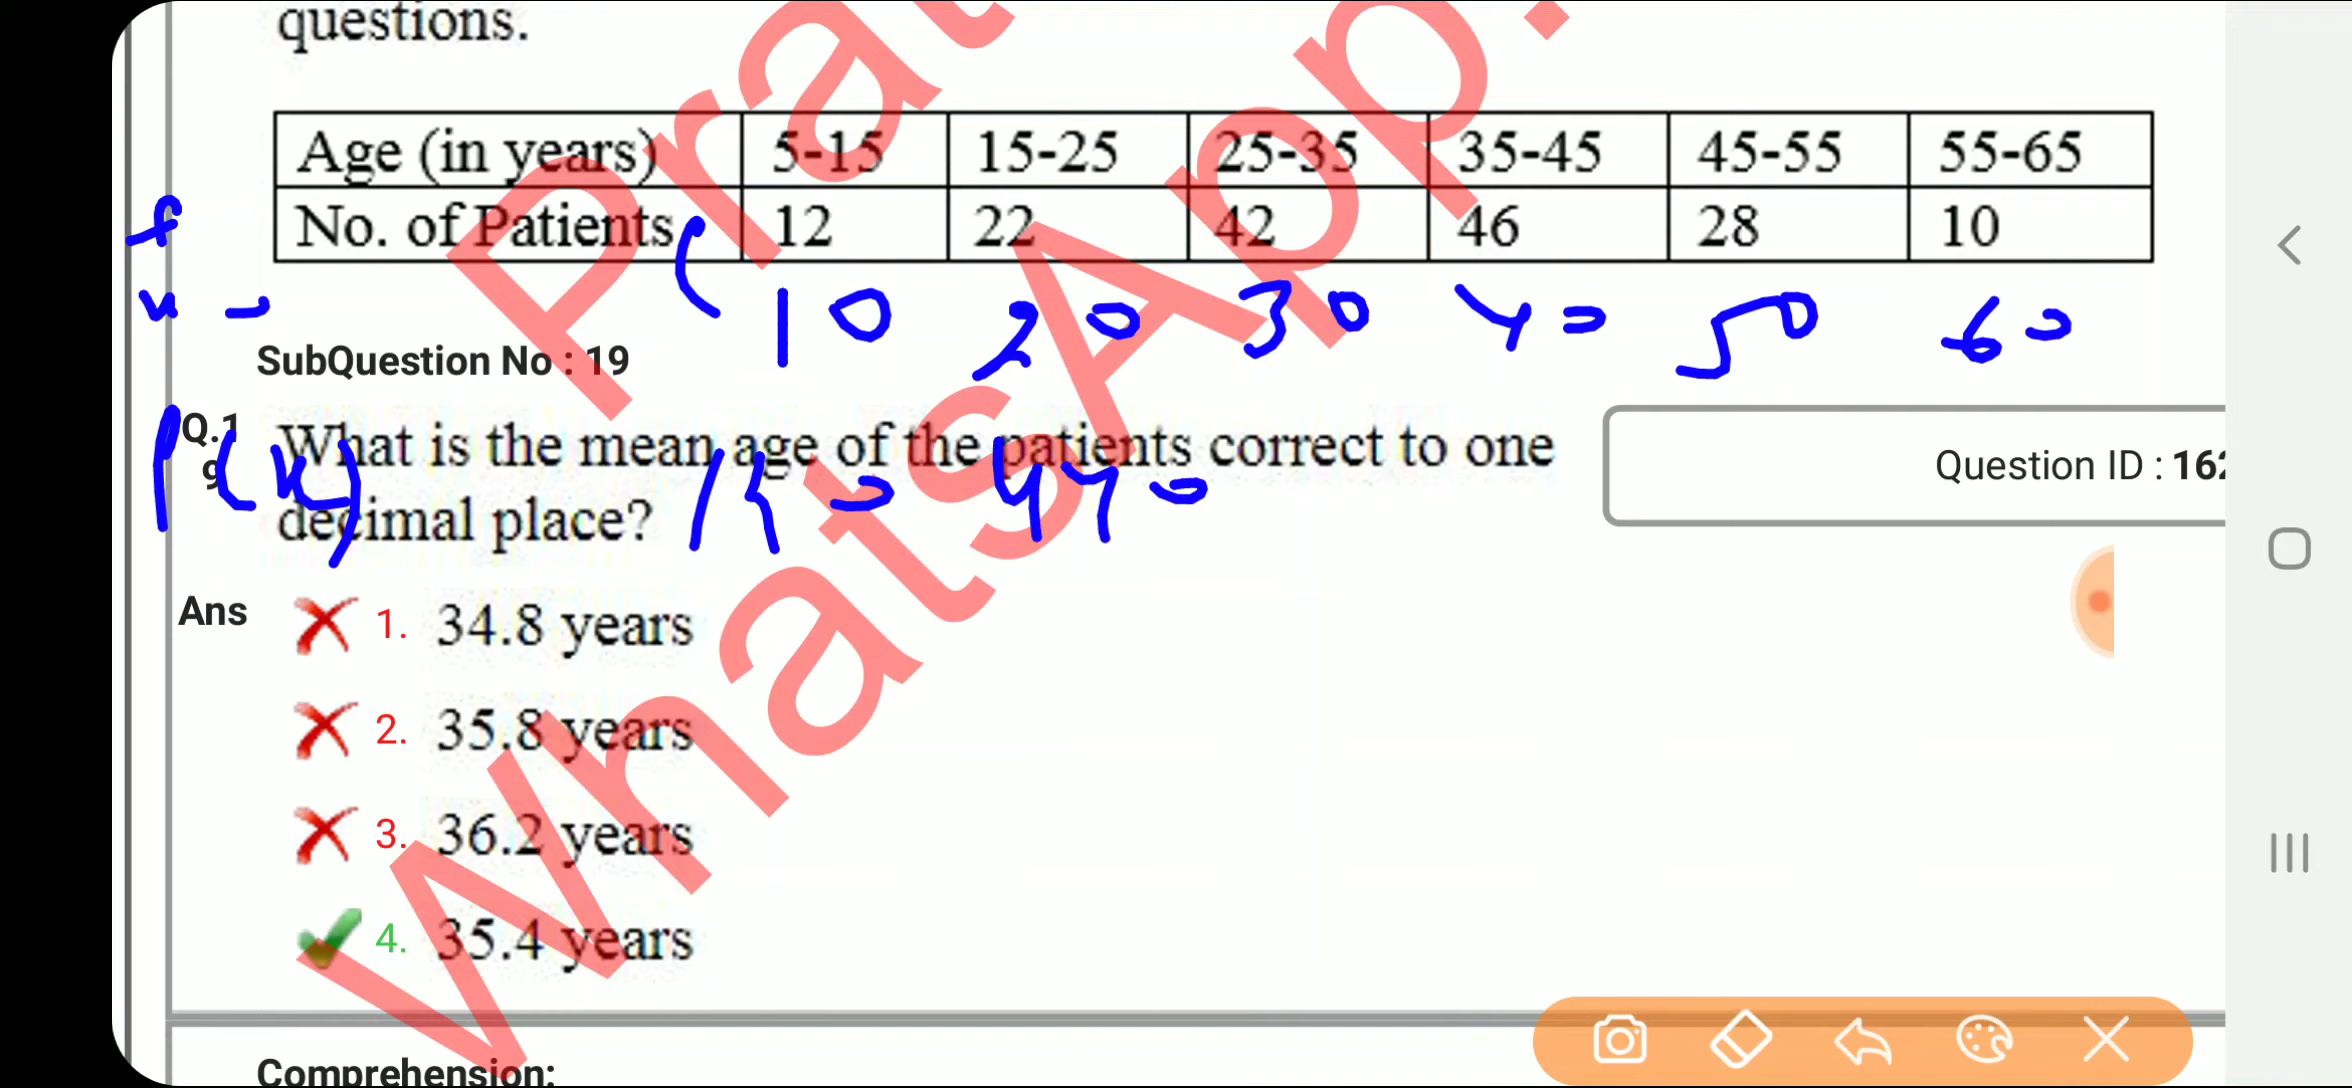 questions.
Age (in years) 5-15 15-25 25-35 35-45 45-55 55-65
f No. of Patients 12 22 42 46 28 10
10 20 30 50 60
SubQuestion No : 19
Q.1 What is the mean age of the patients correct to one
9 decimal place?
Question ID : 162
Ans 1. 34.8 years
2. 35.8 years
3. 36.2 years
4. 35.4 years
Comprehension:
Prat
WhatsApp.